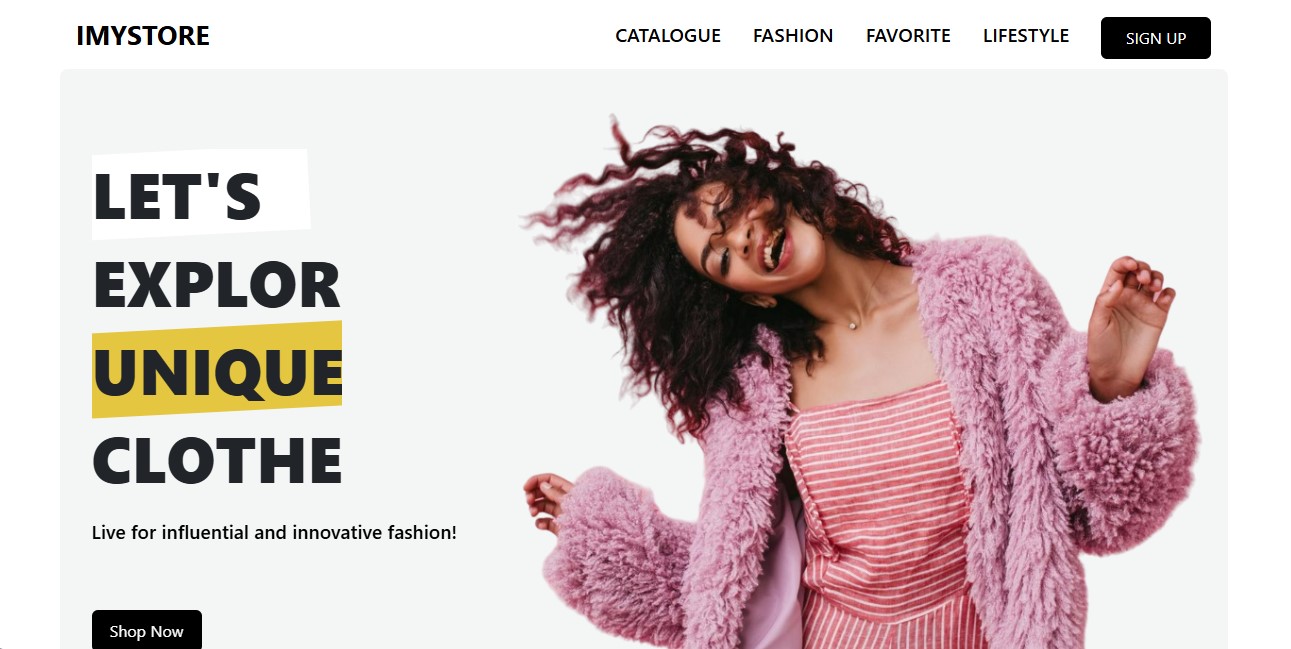 IMYSTORE
CATALOGUE FASHION FAVORITE LIFESTYLE SIGN UP
LET'S
EXPLOR
UNIQUE
CLOTHE
Live for influential and innovative fashion!
Shop Now